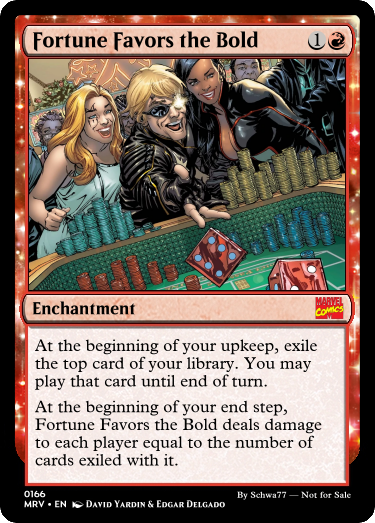 Fortune Favors the Bold 1
Enchantment
MARVEL
COMICS
At the beginning of your upkeep, exile
the top card of your library. You may
play that card until end of turn.
At the beginning of your end step,
Fortune Favors the Bold deals damage
to each player equal to the number of
cards exiled with it.
0166
MRV • EN DAVID YARDIN & EDGAR DELGADO
By Schwa77 — Not for Sale